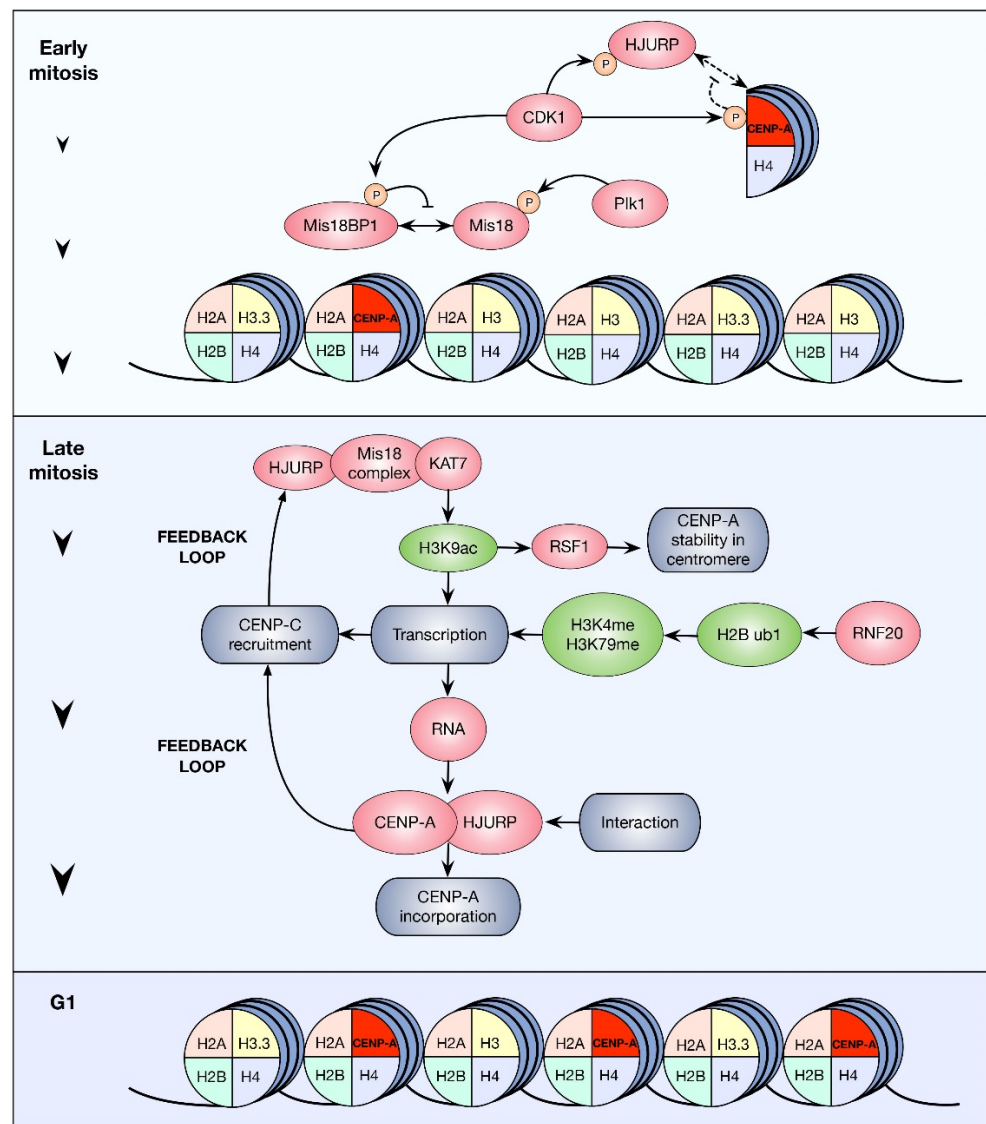 Early
mitosis
HJURP
P
CDK1
P
CENP-A
H4
P
P
Plk1
Mis18BP1
Mis18
H2A H3.3
H2B H4
H2A CENP-A
H2B H4
H2A H3
H2B H4
H2A H3
H2B H4
H2A H3.3
H2B H4
H2A H3
H2B H4
Late
mitosis
HJURP
Mis18
complex
KAT7
FEEDBACK
LOOP
H3K9ac
RSF1
CENP-A
stability in
centromere
CENP-C
recruitment
Transcription
H3K4me
H3K79me
H2B ub1
RNF20
RNA
FEEDBACK
LOOP
CENP-A
HJURP
Interaction
CENP-A
incorporation
G1
H2A H3.3
H2B H4
H2A CENP-A
H2B H4
H2A H3
H2B H4
H2A CENP-A
H2B H4
H2A H3.3
H2B H4
H2A CENP-A
H2B H4